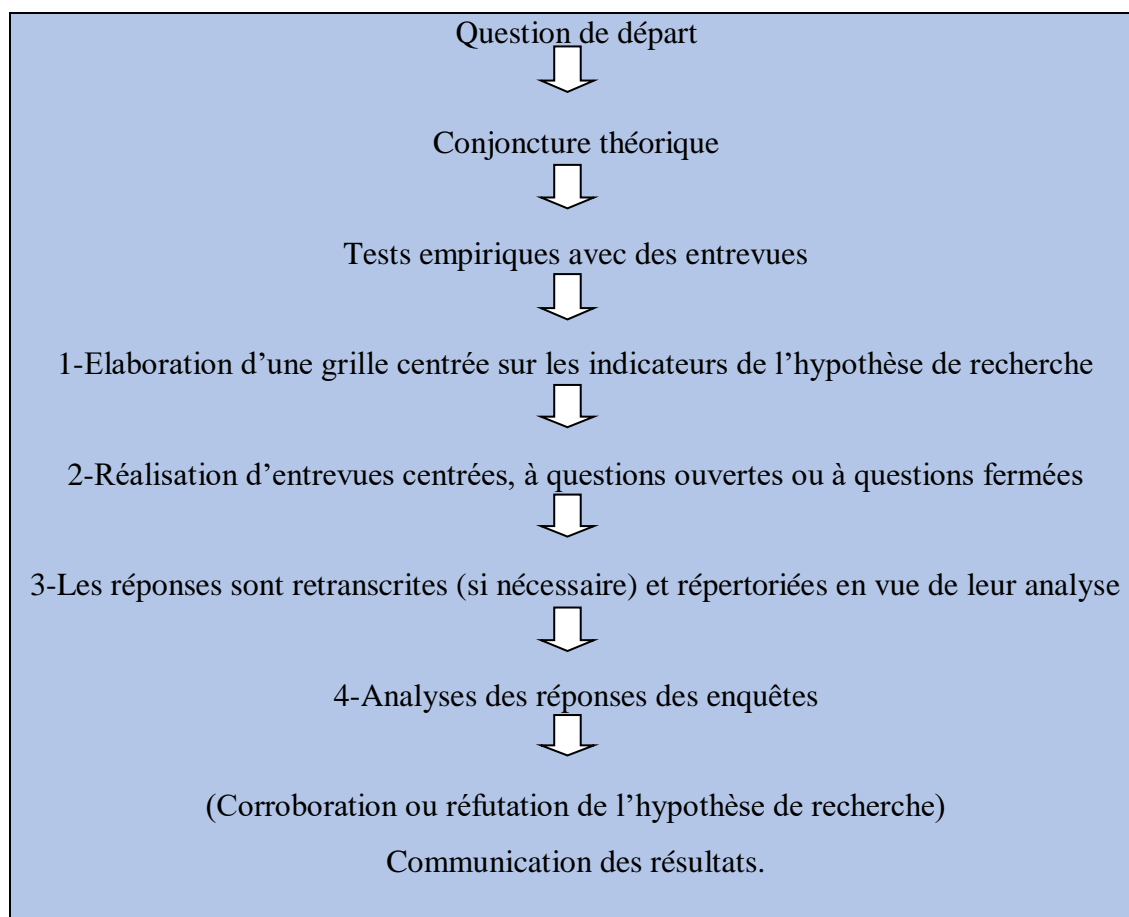 Question de départ
Conjoncture théorique
Tests empiriques avec des entrevues
1-Elaboration d’une grille centrée sur les indicateurs de l’hypothèse de recherche
2-Réalisation d’entrevues centrées, à questions ouvertes ou à questions fermées
3-Les réponses sont retranscrites (si nécessaire) et répertoriées en vue de leur analyse
4-Analyses des réponses des enquêtes
(Corroboration ou réfutation de l’hypothèse de recherche)
Communication des résultats.